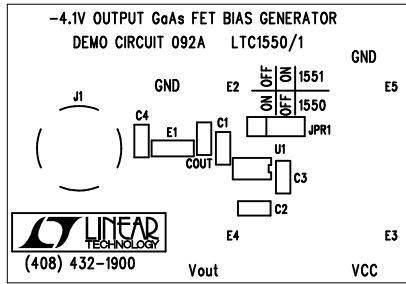 -4.1V OUTPUT GaAs FET BIAS GENERATOR
DEMO CIRCUIT 092A LTC1550/1
GND
GND
E2
OFF ON 1551
ON OFF 1550
E5
J1
C4
E1
COUT
C1
JPR1
U1
C3
C2
LT LINEAR
TECHNOLOGY
(408) 432-1900
E4
E3
Vout
VCC